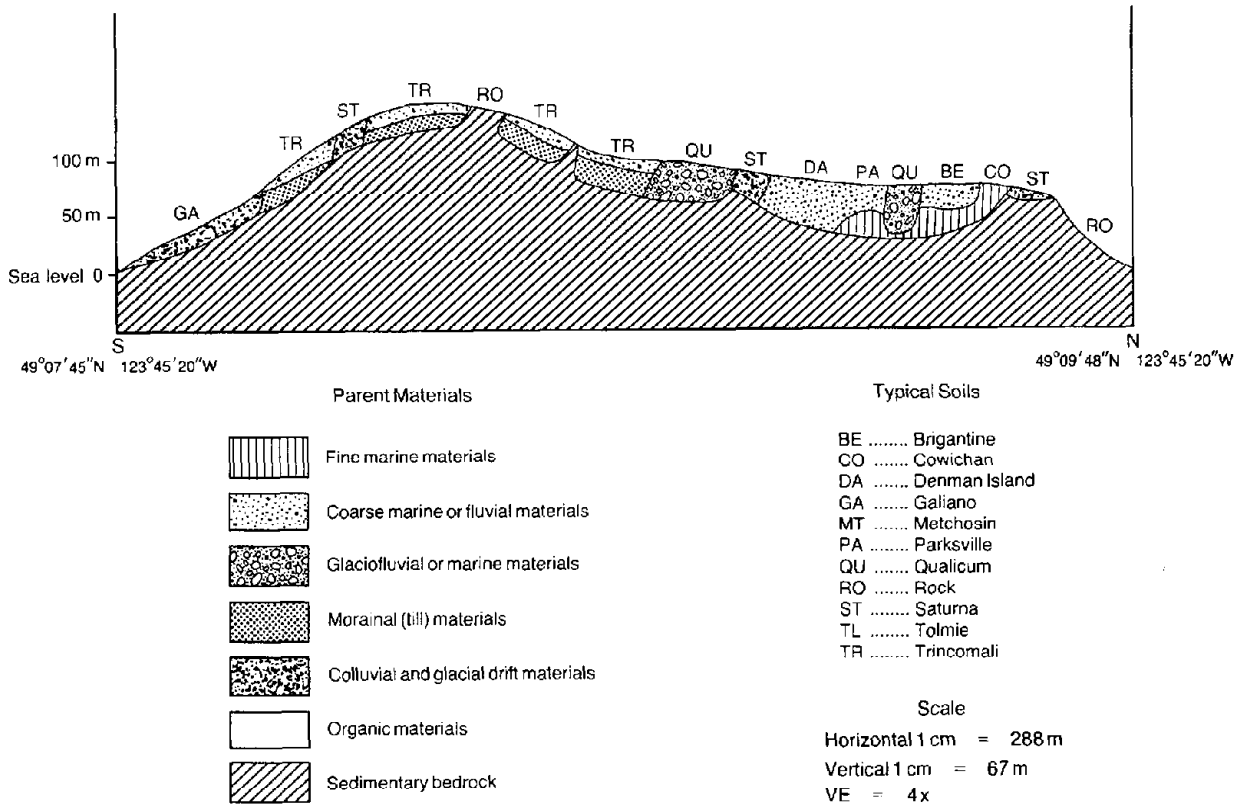 TR
RO
ST
TR
TR
TR
QU
ST
DA
PA
QU
BE
CO
ST
GA
RO
100 m
50 m
Sea level 0
S
N
49°07'45"N 123°45'20"W
49°09'48"N 123°45'20"W
Parent Materials
Fine marine materials
Coarse marine or fluvial materials
Glaciofluvial or marine materials
Morainal (till) materials
Colluvial and glacial drift materials
Organic materials
Sedimentary bedrock
Typical Soils
BE ........ Brigantine
CO ....... Cowichan
DA ....... Denman Island
GA ....... Galiano
MT ....... Metchosin
PA ........ Parksville
QU ....... Qualicum
RO ....... Rock
ST ........ Saturna
TL ........ Tolmie
TR ........ Trincomali
Scale
Horizontal 1 cm = 288 m
Vertical 1 cm = 67 m
VE = 4x